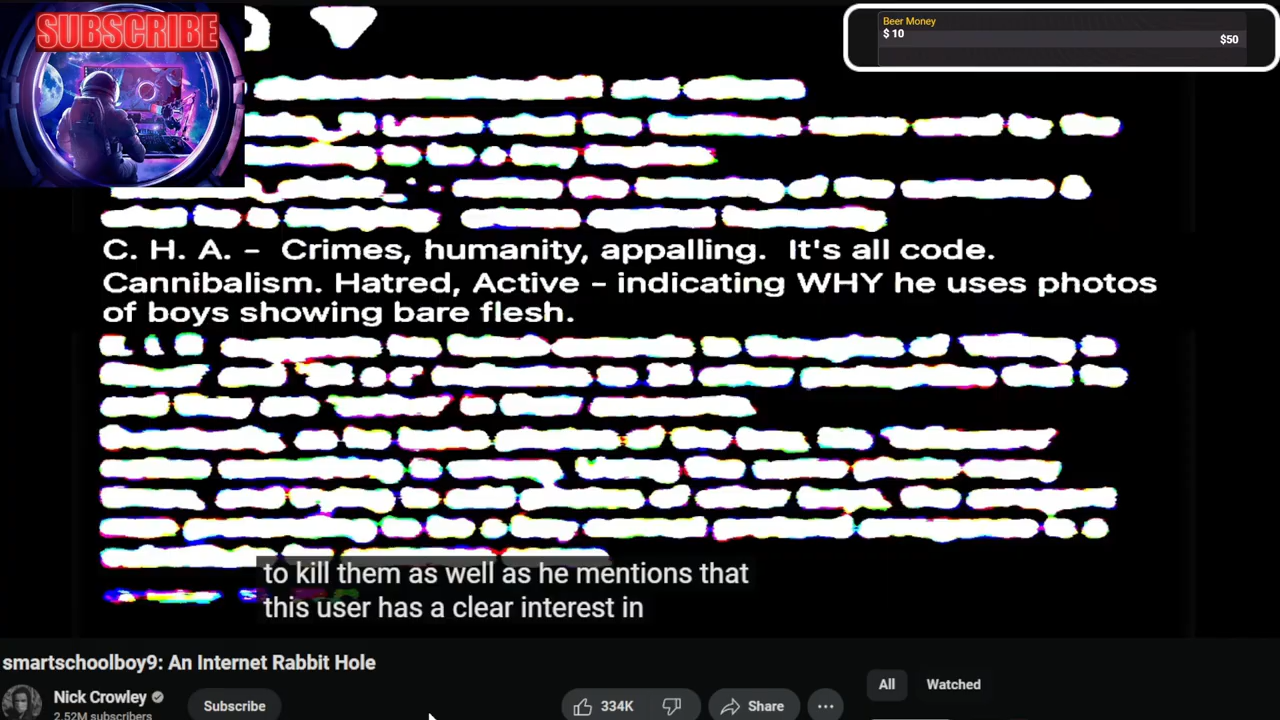 SUBSCRIBE
Beer Money
$ 10
$50
C. H. A. - Crimes, humanity, appalling. It's all code.
Cannibalism. Hatred, Active - indicating WHY he uses photos
of boys showing bare flesh.
to kill them as well as he mentions that
this user has a clear interest in
smartschoolboy9: An Internet Rabbit Hole
Nick Crowley
2.52M subscribers
Subscribe
334K
Share
All
Watched